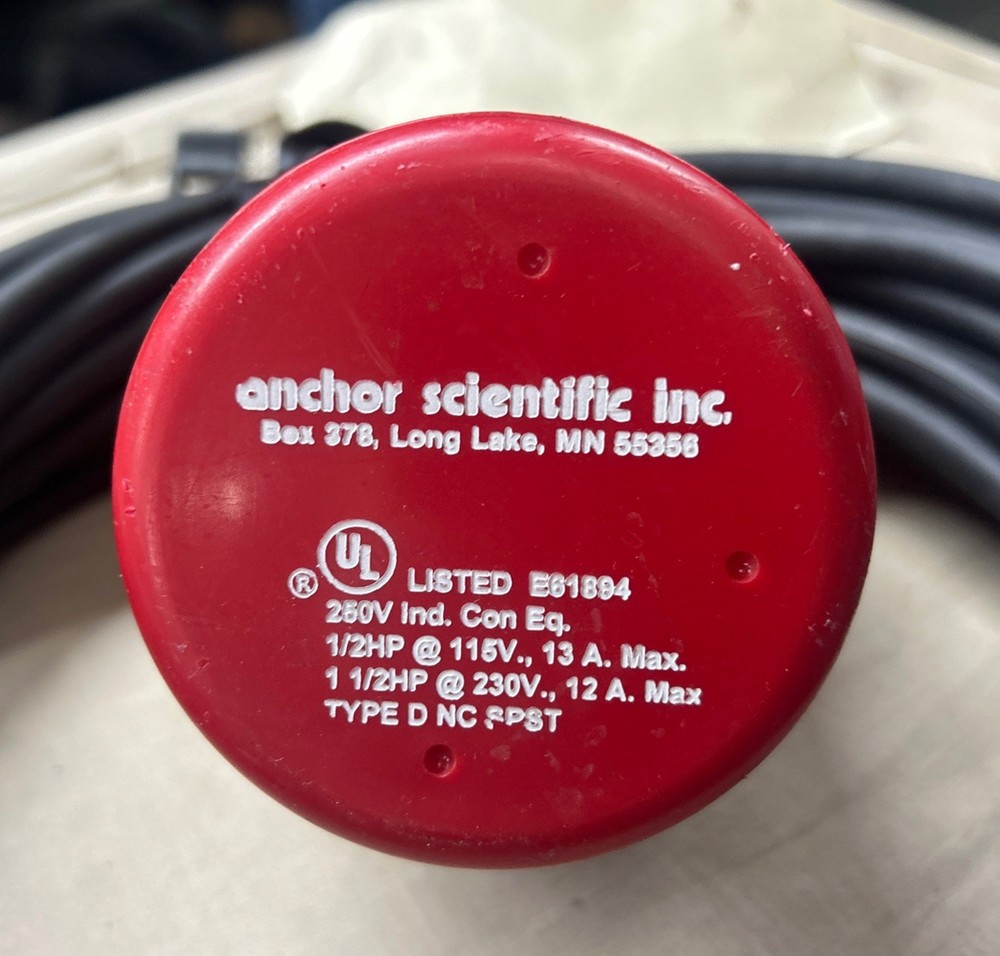 anchor scientific inc.
Box 378, Long Lake, MN 55356
UL LISTED E61894
®
250V Ind. Con Eq.
1/2HP @ 115V., 13 A. Max.
1 1/2HP @ 230V., 12 A. Max
TYPE D NC SPST